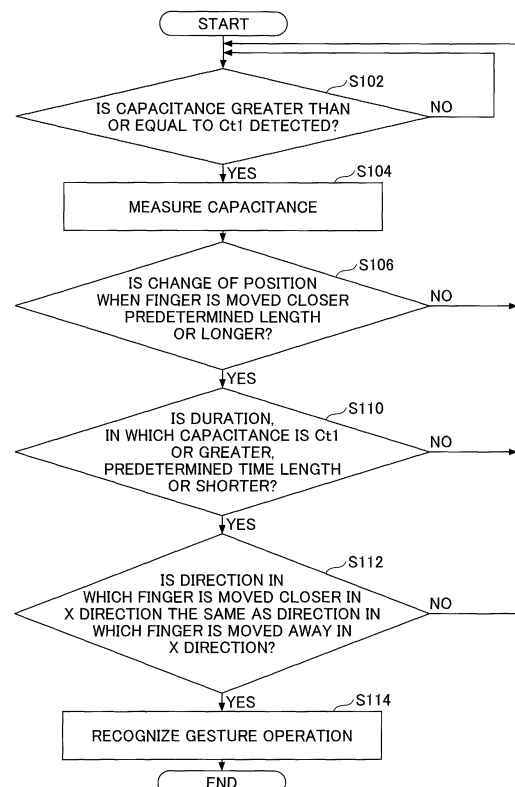 START
S102
IS CAPACITANCE GREATER THAN
OR EQUAL TO Ct1 DETECTED?
NO
YES
S104
MEASURE CAPACITANCE
S106
IS CHANGE OF POSITION
WHEN FINGER IS MOVED CLOSER
PREDETERMINED LENGTH
OR LONGER?
NO
YES
S110
IS DURATION,
IN WHICH CAPACITANCE IS Ct1
OR GREATER,
PREDETERMINED TIME LENGTH
OR SHORTER?
NO
YES
S112
IS DIRECTION IN
WHICH FINGER IS MOVED CLOSER IN
X DIRECTION THE SAME AS DIRECTION IN
WHICH FINGER IS MOVED AWAY IN
X DIRECTION?
NO
YES
S114
RECOGNIZE GESTURE OPERATION
END